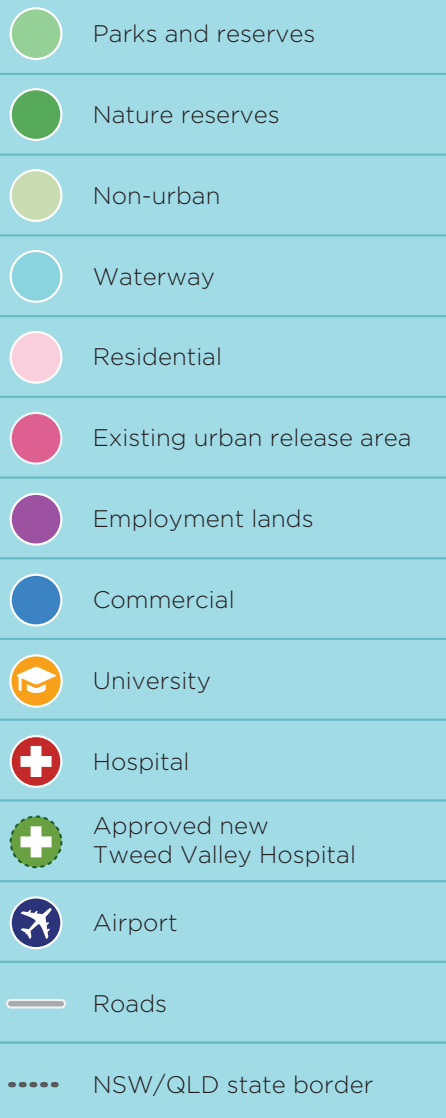 Parks and reserves
Nature reserves
Non-urban
Waterway
Residential
Existing urban release area
Employment lands
Commercial
University
Hospital
Approved new
Tweed Valley Hospital
Airport
Roads
NSW/QLD state border